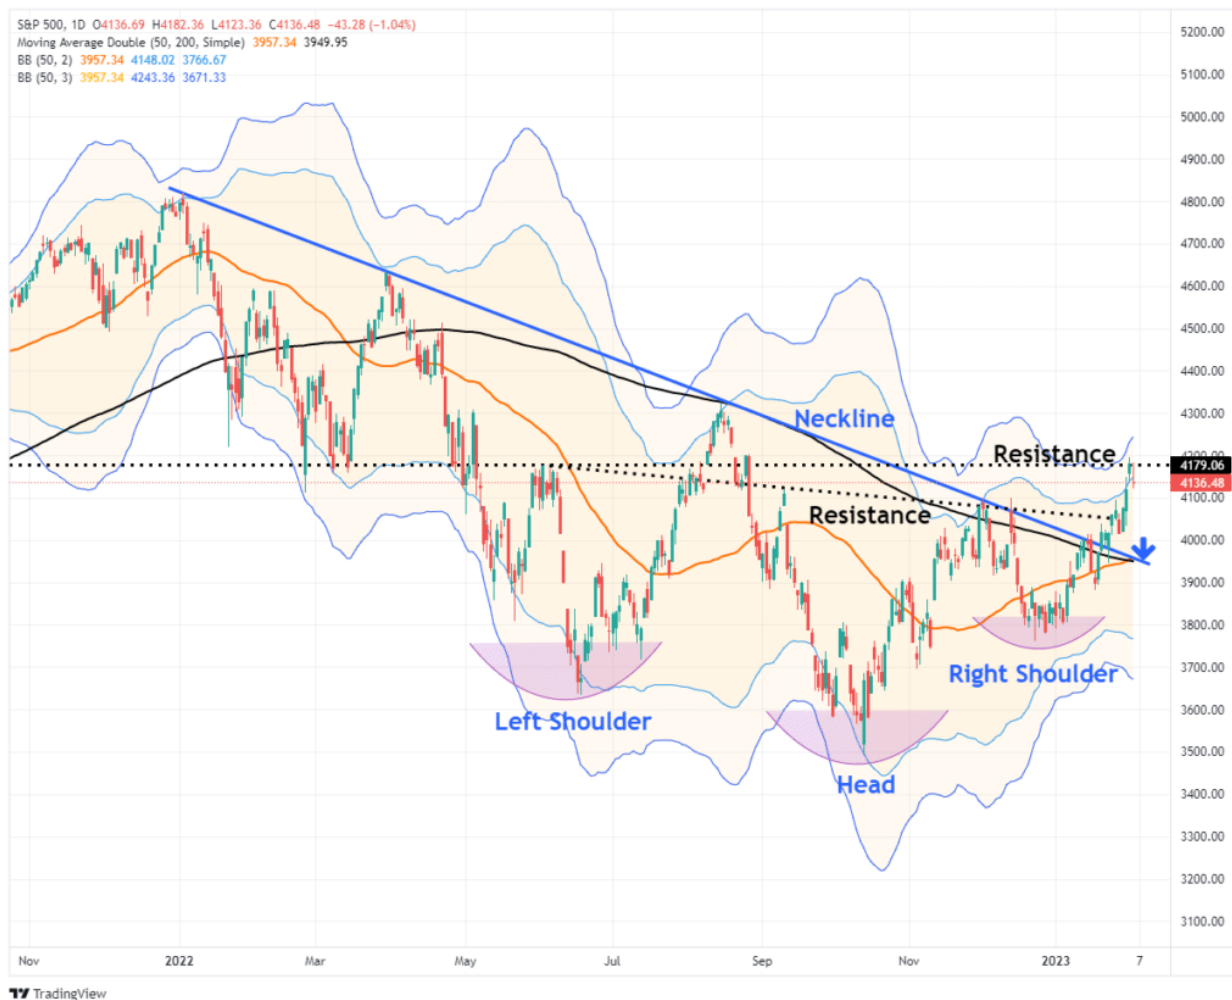 S&P 500, 1D O4136.69 H4182.36 L4123.36 C4136.48 −43.28 (−1.04%)
Moving Average Double (50, 200, Simple) 3957.34 3949.95
BB (50, 2) 3957.34 4148.02 3766.67
BB (50, 3) 3957.34 4243.36 3671.33
5200.00
5100.00
5000.00
4900.00
4800.00
4700.00
4600.00
4500.00
4400.00
4300.00
Neckline
Resistance
4179.06
4136.48
4100.00
Resistance
4000.00
3900.00
3800.00
3700.00
Right Shoulder
Left Shoulder
3600.00
3500.00
Head
3400.00
3300.00
3200.00
3100.00
Nov 2022 Mar May Jul Sep Nov 2023 7
TradingView